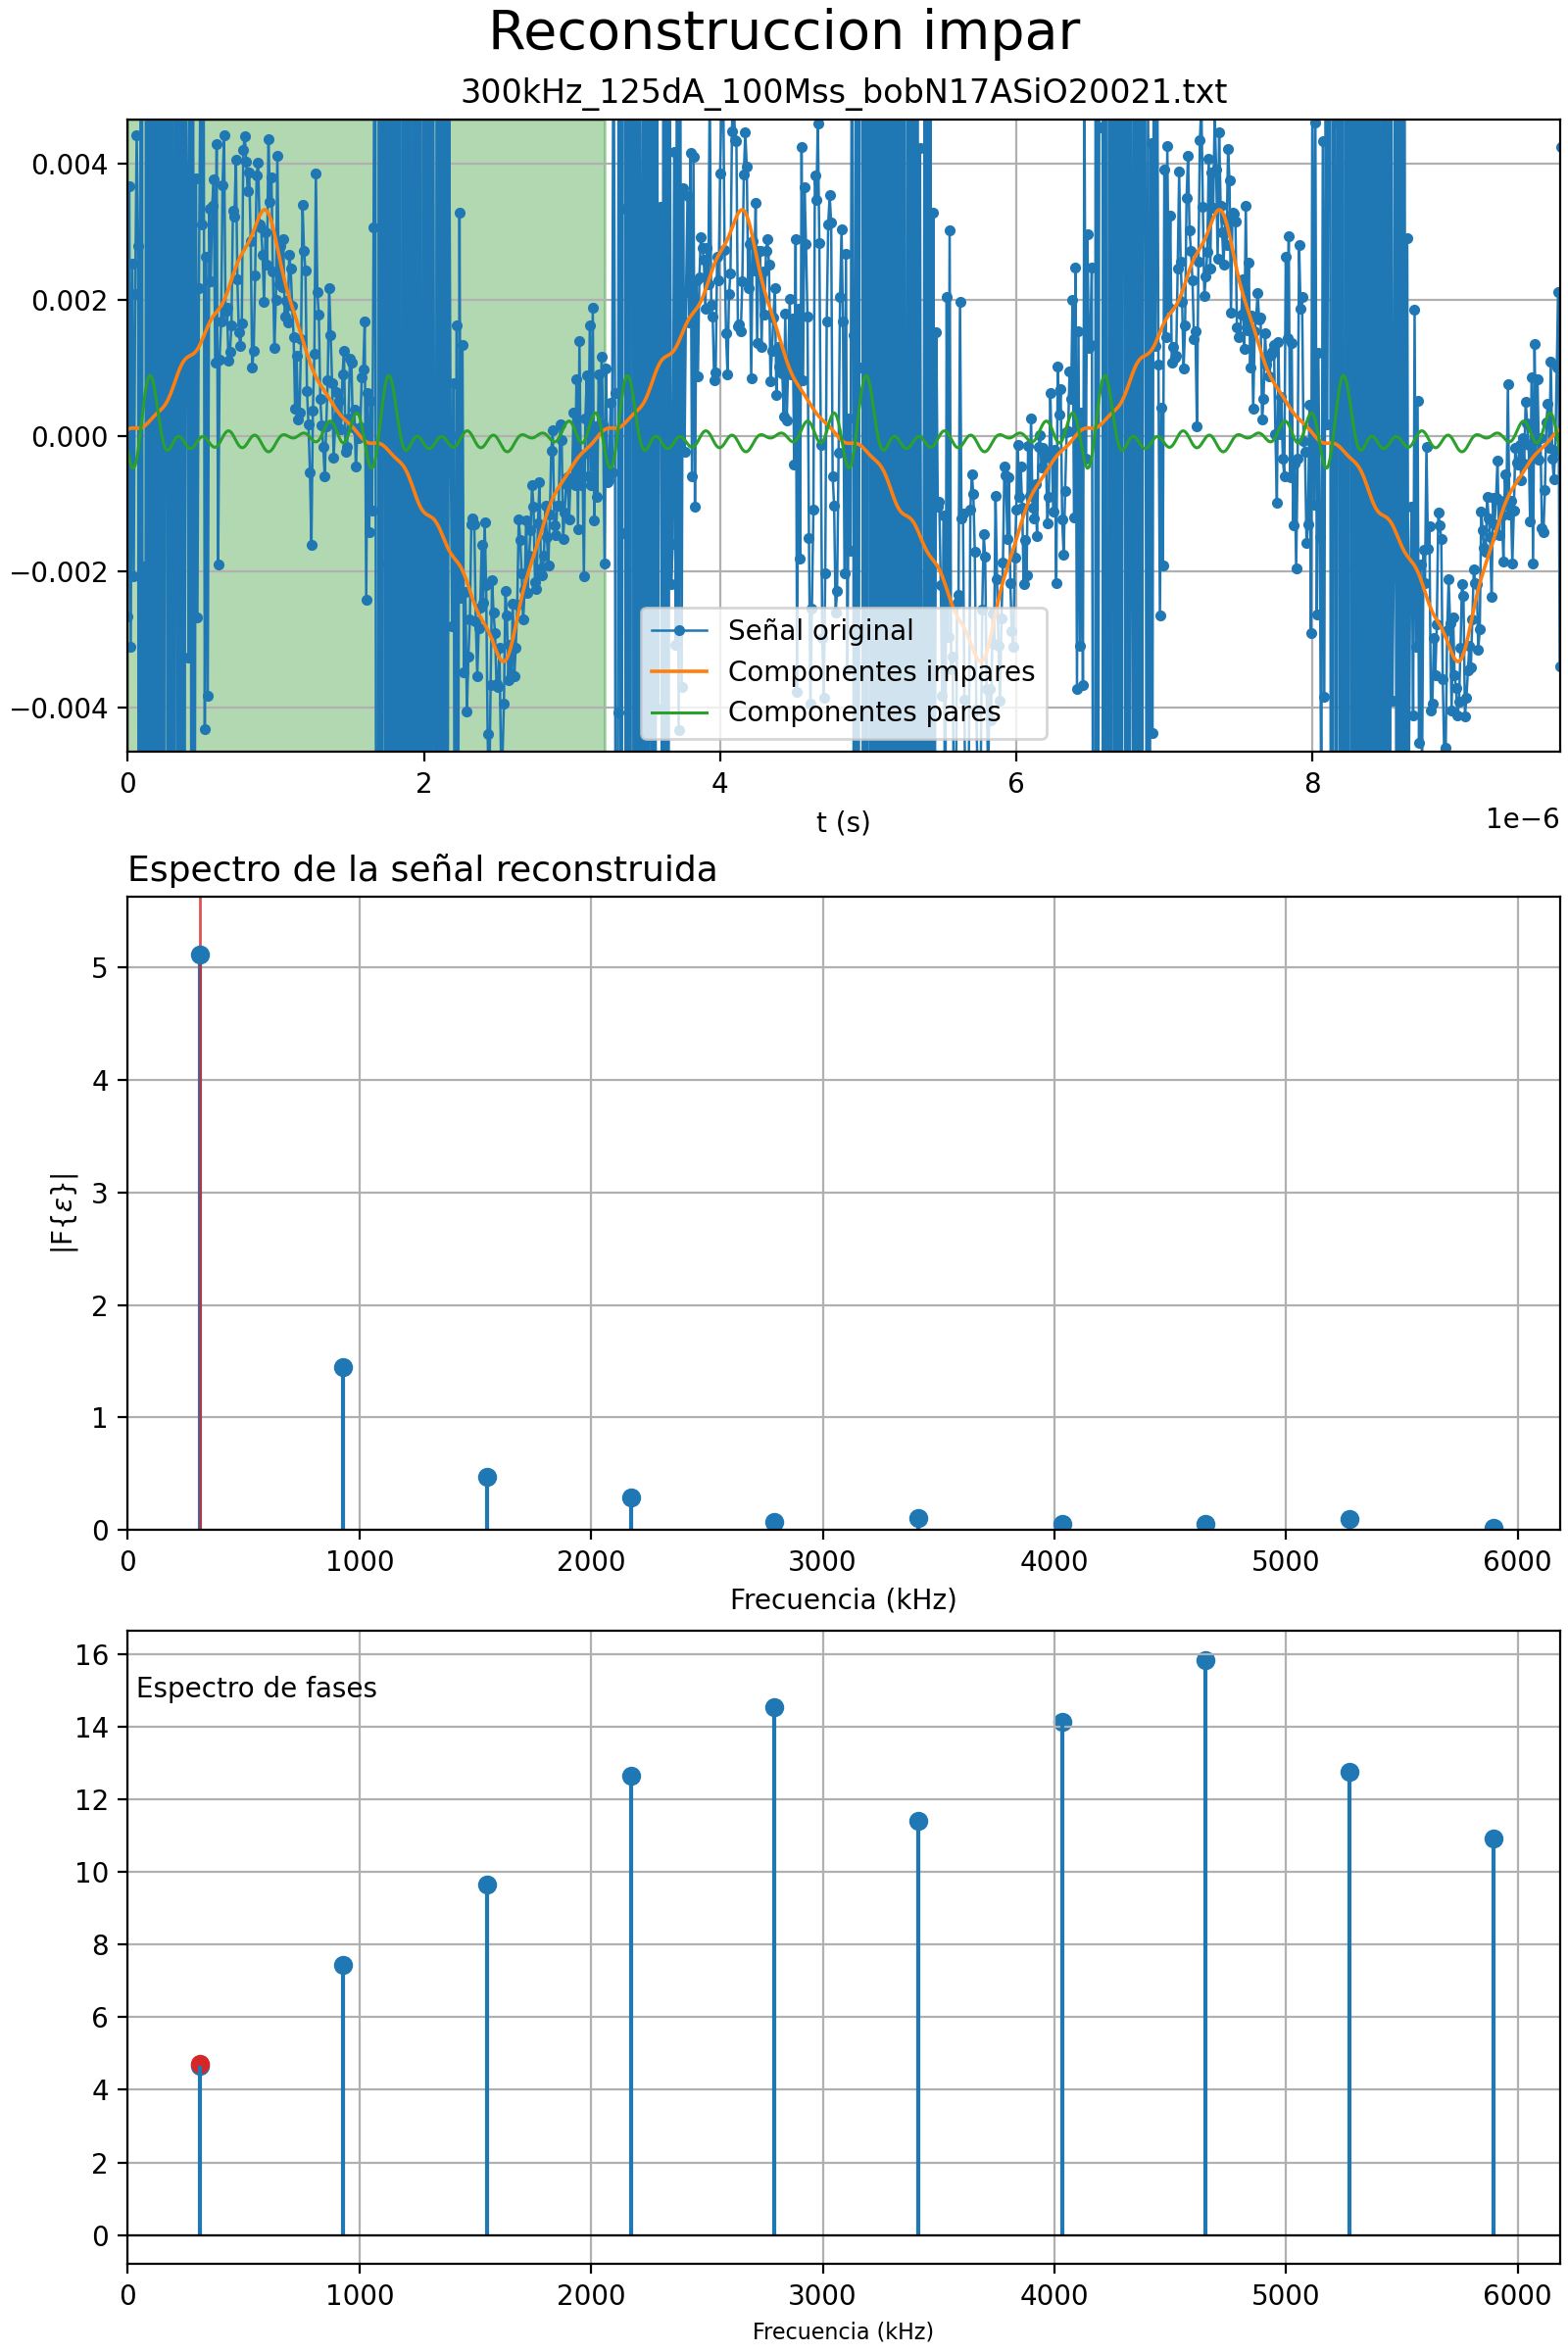 Reconstruccion impar
300kHz_125dA_100Mss_bobN17ASiO20021.txt
0.004
0.002
0.000
−0.002
−0.004
Señal original
Componentes impares
Componentes pares
0 2 4 6 8
1e−6
t (s)
Espectro de la señal reconstruida
5
4
3
2
1
0
|F{ε}|
0 1000 2000 3000 4000 5000 6000
Frecuencia (kHz)
16
14
12
10
8
6
4
2
0
Espectro de fases
0 1000 2000 3000 4000 5000 6000
Frecuencia (kHz)